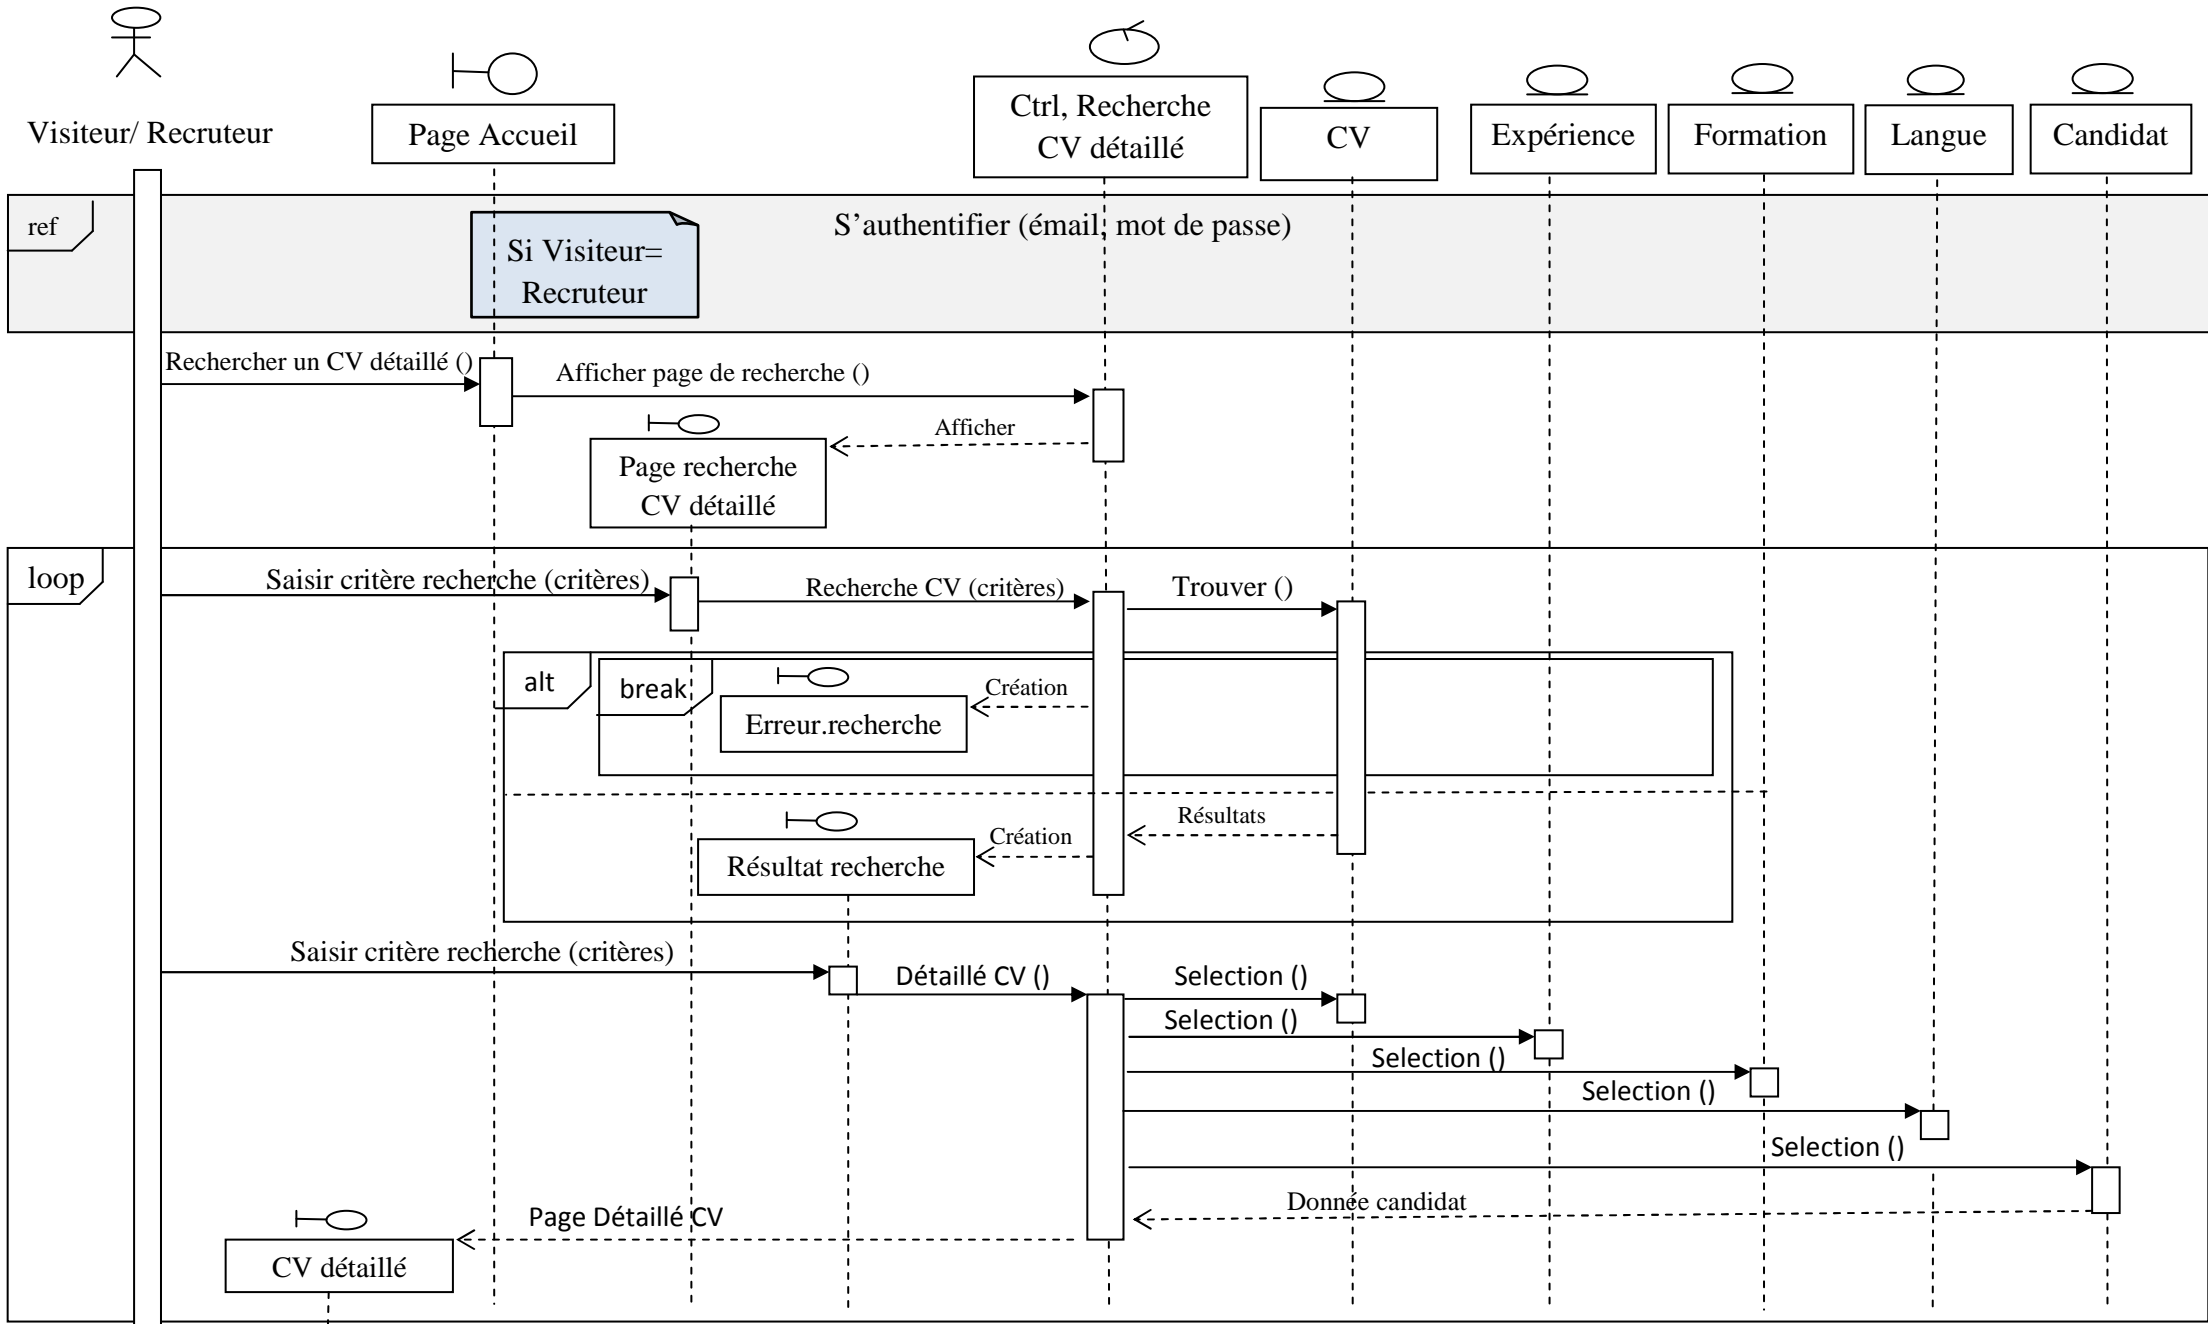 Visiteur/ Recruteur
Page Accueil
Ctrl, Recherche
CV détaillé
CV
Expérience
Formation
Langue
Candidat
ref
S’authentifier (émail, mot de passe)
Si Visiteur=
Recruteur
Rechercher un CV détaillé ()
Afficher page de recherche ()
Afficher
Page recherche
CV détaillé
loop
Saisir critère recherche (critères)
Recherche CV (critères)
Trouver ()
alt
break
Création
Erreur.recherche
Résultats
Création
Résultat recherche
Saisir critère recherche (critères)
Détaillé CV ()
Selection ()
Selection ()
Selection ()
Selection ()
Selection ()
Donnée candidat
Page Détaillé CV
CV détaillé